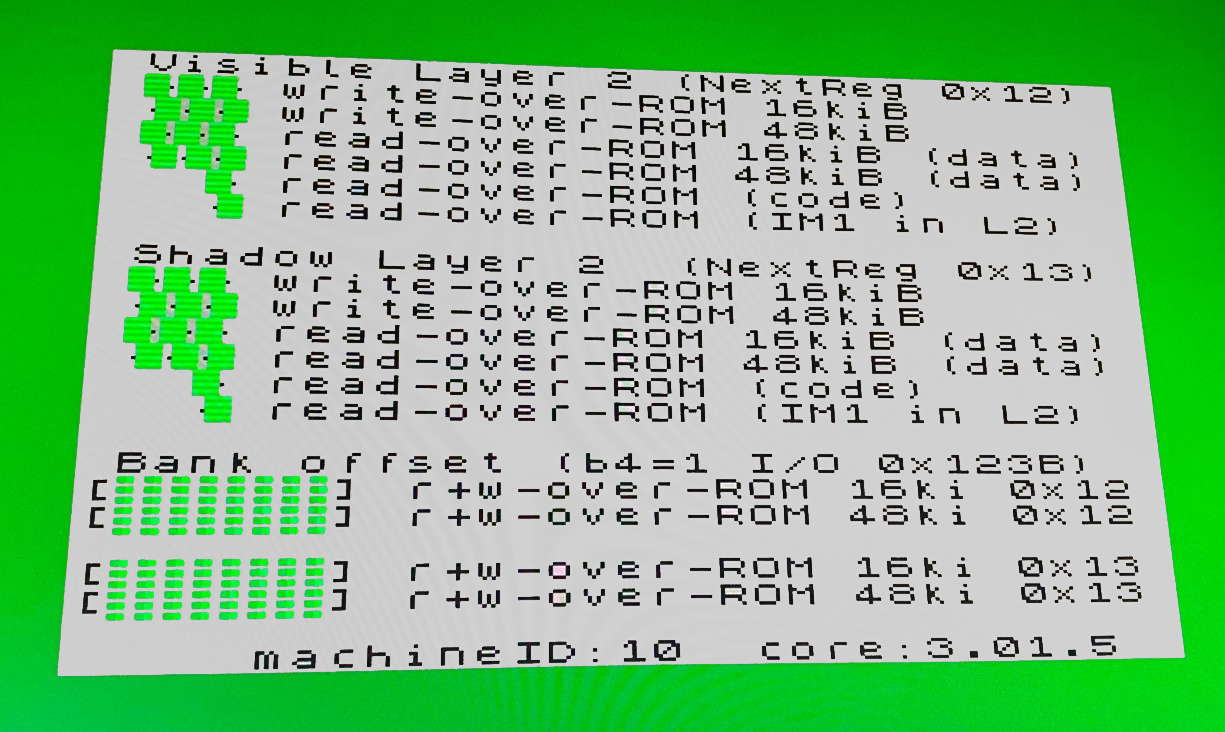 Visible Layer 2 (NextReg 0x12)
write-over-ROM 16kiB
write-over-ROM 48kiB
read-over-ROM 16kiB (data)
read-over-ROM 48kiB (data)
read-over-ROM (code)
read-over-ROM (IM1 in L2)
Shadow Layer 2 (NextReg 0x13)
write-over-ROM 16kiB
write-over-ROM 48kiB
read-over-ROM 16kiB (data)
read-over-ROM 48kiB (data)
read-over-ROM (code)
read-over-ROM (IM1 in L2)
Bank offset (b4=1 I/O 0x123B)
[ ] r+w-over-ROM 16ki 0x12
[ ] r+w-over-ROM 48ki 0x12
[ ] r+w-over-ROM 16ki 0x13
[ ] r+w-over-ROM 48ki 0x13
machineID:10 core:3.01.5